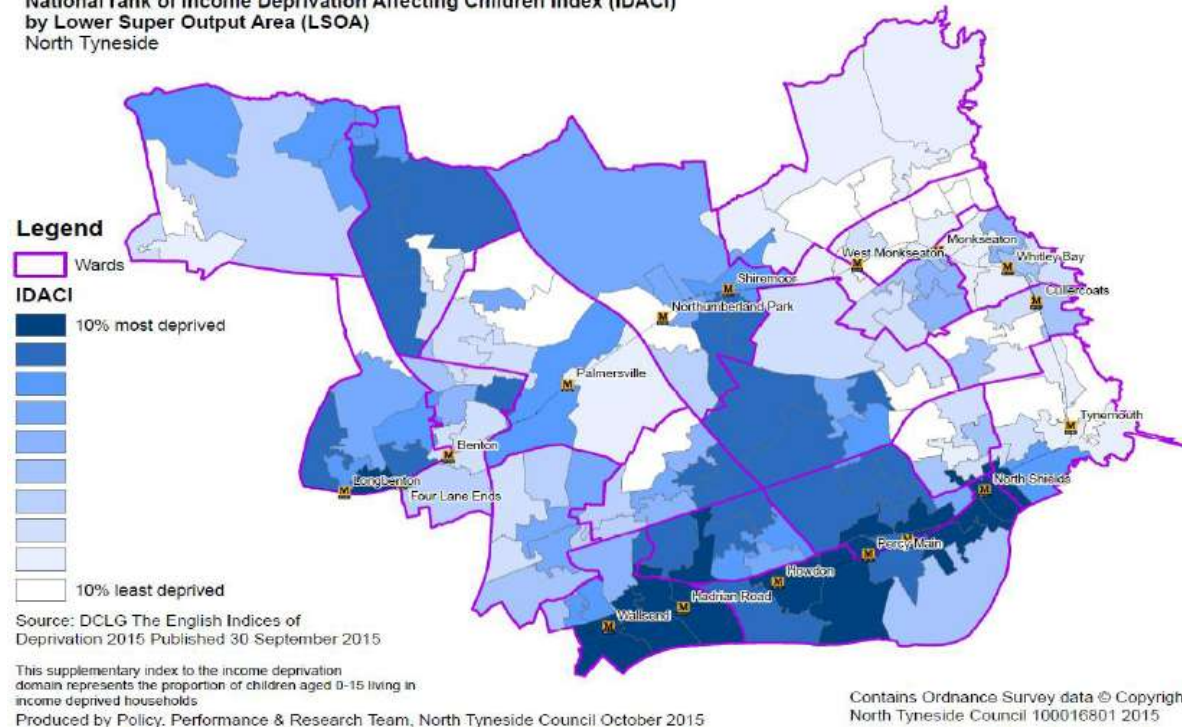 National rank of Income Deprivation Affecting Children Index (IDACI)
by Lower Super Output Area (LSOA)
North Tyneside
Legend
Wards
IDACI
10% most deprived
10% least deprived
Monkseaton
West Monkseaton
Whitley Bay
Shiremoor
Cullercoats
Northumberland Park
Palmersville
Tynemouth
Benton
Longbenton
Four Lane Ends
North Shields
Percy Main
Howdon
Hadrian Road
Wallsend
Source: DCLG The English Indices of
Deprivation 2015 Published 30 September 2015
This supplementary index to the income deprivation
domain represents the proportion of children aged 0-15 living in
income deprived households
Produced by Policy, Performance & Research Team, North Tyneside Council October 2015
Contains Ordnance Survey data © Copyrigh
North Tyneside Council 100016801 2015